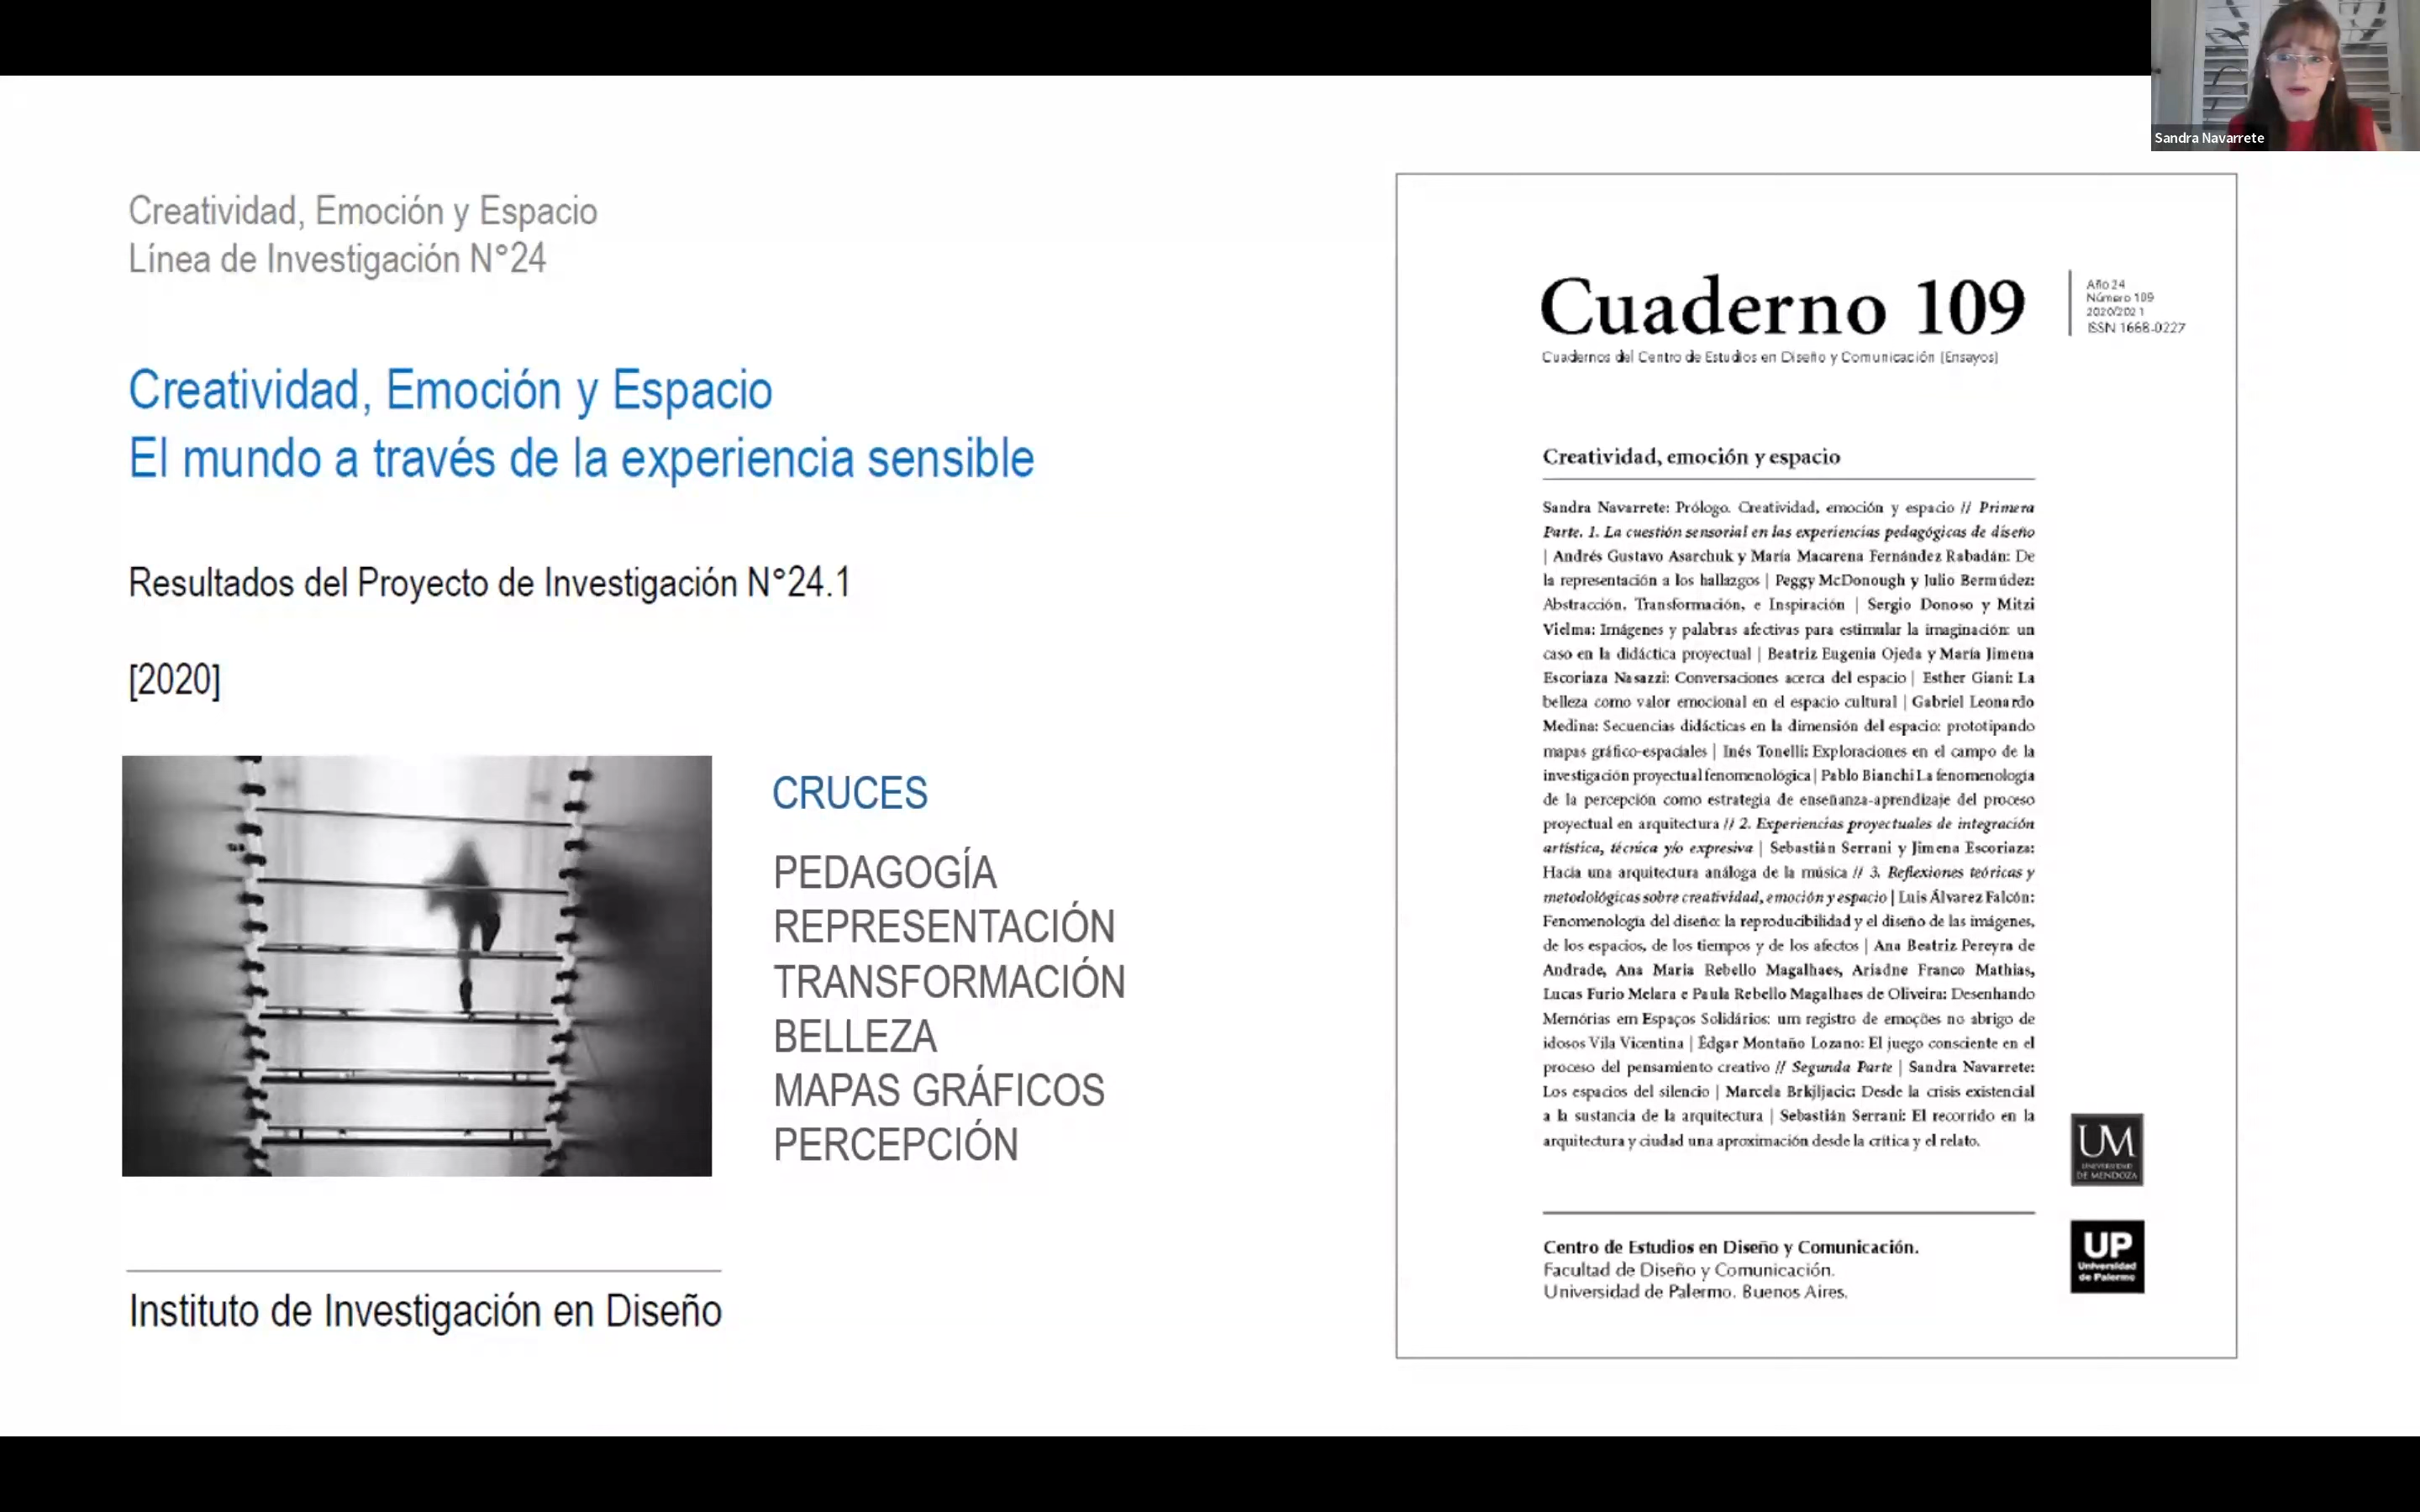 Sandra Navarrete
Creatividad, Emoción y Espacio
Línea de Investigación N°24
Creatividad, Emoción y Espacio
El mundo a través de la experiencia sensible
Resultados del Proyecto de Investigación N°24.1
[2020]
CRUCES
PEDAGOGÍA
REPRESENTACIÓN
TRANSFORMACIÓN
BELLEZA
MAPAS GRÁFICOS
PERCEPCIÓN
Instituto de Investigación en Diseño
Cuaderno 109
Cuadernos del Centro de Estudios en Diseño y Comunicación [Ensayos]
Año 24
Número 109
2020/2021
ISSN 1668-0227
Creatividad, emoción y espacio
Sandra Navarrete: Prólogo. Creatividad, emoción y espacio // Primera
Parte. 1. La cuestión sensorial en las experiencias pedagógicas de diseño
| Andrés Gustavo Asarchuk y María Macarena Fernández Rabadán: De
la representación a los hallazgos | Peggy McDonough y Julio Bermúdez:
Abstracción, Transformación, e Inspiración | Sergio Donoso y Mitzi
Vielma: Imágenes y palabras afectivas para estimular la imaginación: un
caso en la didáctica proyectual | Beatriz Eugenia Ojeda y María Jimena
Escoriaza Nasazzi: Conversaciones acerca del espacio | Esther Giani: La
belleza como valor emocional en el espacio cultural | Gabriel Leonardo
Medina: Secuencias didácticas en la dimensión del espacio: prototipando
mapas gráfico-espaciales | Inés Tonelli: Exploraciones en el campo de la
investigación proyectual fenomenológica | Pablo Bianchi La fenomenología
de la percepción como estrategia de enseñanza-aprendizaje del proceso
proyectual en arquitectura // 2. Experiencias proyectuales de integración
artística, técnica y/o expresiva | Sebastián Serrani y Jimena Escoriaza:
Hacia una arquitectura análoga de la música // 3. Reflexiones teóricas y
metodológicas sobre creatividad, emoción y espacio | Luis Álvarez Falcón:
Fenomenología del diseño: la reproducibilidad y el diseño de las imágenes,
de los espacios, de los tiempos y de los afectos | Ana Beatriz Pereyra de
Andrade, Ana Maria Rebello Magalhaes, Ariadne Franco Mathias,
Lucas Furio Melara e Paula Rebello Magalhaes de Oliveira: Desenhando
Memórias em Espaços Solidários: um registro de emoções no abrigo de
idosos Vila Vicentina | Édgar Montaño Lozano: El juego consciente en el
proceso del pensamiento creativo // Segunda Parte | Sandra Navarrete:
Los espacios del silencio | Marcela Brkljacic: Desde la crisis existencial
a la sustancia de la arquitectura | Sebastián Serrani: El recorrido en la
arquitectura y ciudad una aproximación desde la crítica y el relato.
UM
UNIVERSIDAD
DE MENDOZA
UP
Universidad
de Palermo
Centro de Estudios en Diseño y Comunicación.
Facultad de Diseño y Comunicación.
Universidad de Palermo. Buenos Aires.